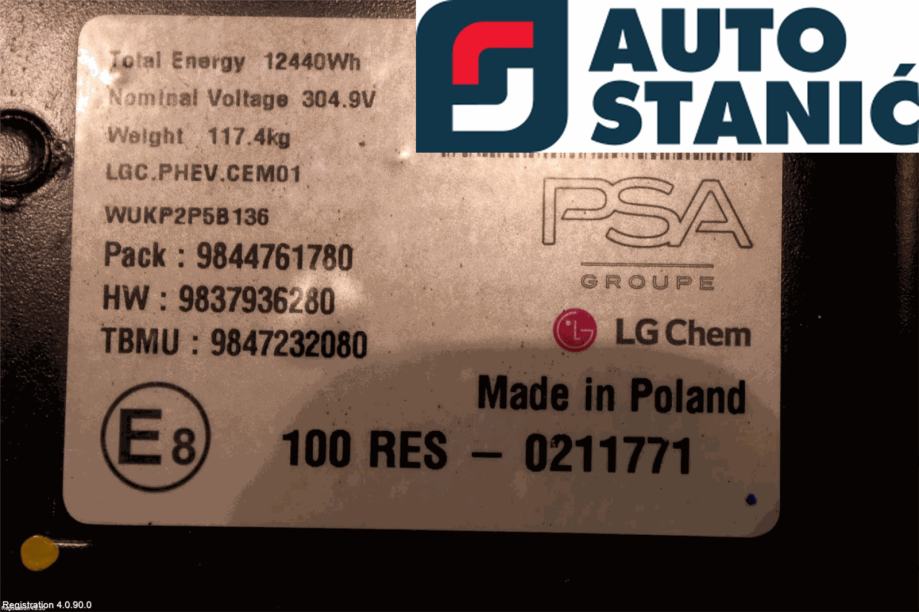 AUTO
STANIĆ
Total Energy 12440Wh
Nominal Voltage 304.9V
Weight 117.4kg
LGC.PHEV.CEM01
WUKP2P5B136
Pack : 9844761780
HW : 9837936280
TBMU : 9847232080
PSA
GROUPE
LG Chem
Made in Poland
E8
100 RES – 0211771
Registration 4.0.90.0